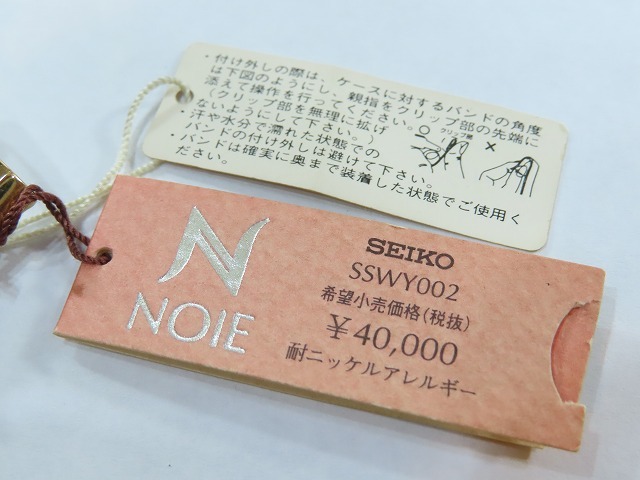 ・付け外しの際は、ケースに対するバンドの角度
は下図のようにし、親指をクリップ部の先端に
添えて操作を行ってください。
（クリップ部を無理に拡げ
ないようにして下さい。）
・汗や水分で濡れた状態での
バンドの付け外しは避けて下さい。
・バンドは確実に奥まで装着した状態でご使用く
ださい。
クリップ部
×
N
NOIE
SEIKO
SSWY002
希望小売価格(税抜)
¥40,000
耐ニッケルアレルギー